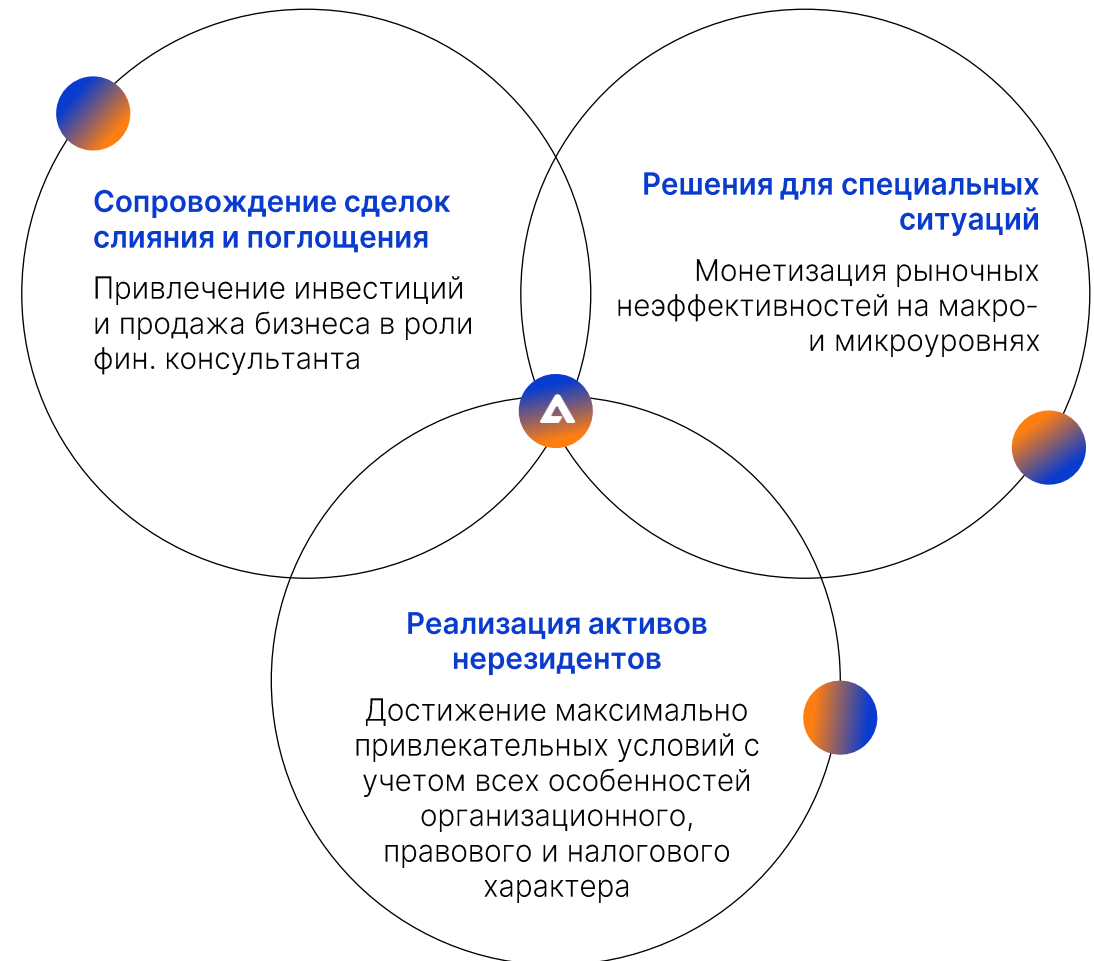 Сопровождение сделок
слияния и поглощения
Привлечение инвестиций
и продажа бизнеса в роли
фин. консультанта
Решения для специальных
ситуаций
Монетизация рыночных
неэффективностей на макро-
и микроуровнях
Реализация активов
нерезидентов
Достижение максимально
привлекательных условий с
учетом всех особенностей
организационного,
правового и налогового
характера